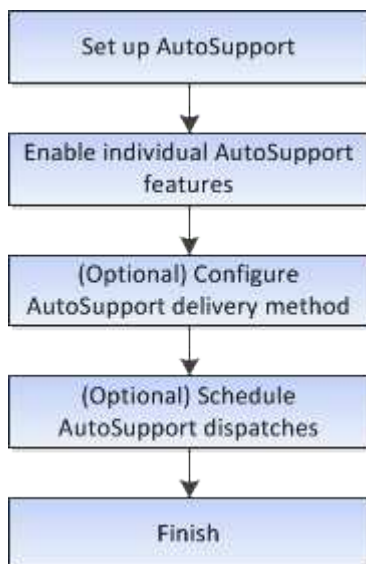 Set up AutoSupport
Enable individual AutoSupport
features
(Optional) Configure
AutoSupport delivery method
(Optional) Schedule
AutoSupport dispatches
Finish